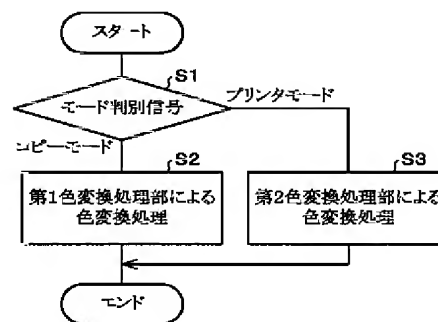 スタート
S1
モード判別信号
プリンタモード
コピーモード
S2
S3
第1色変換処理部による
色変換処理
第2色変換処理部による
色変換処理
エンド